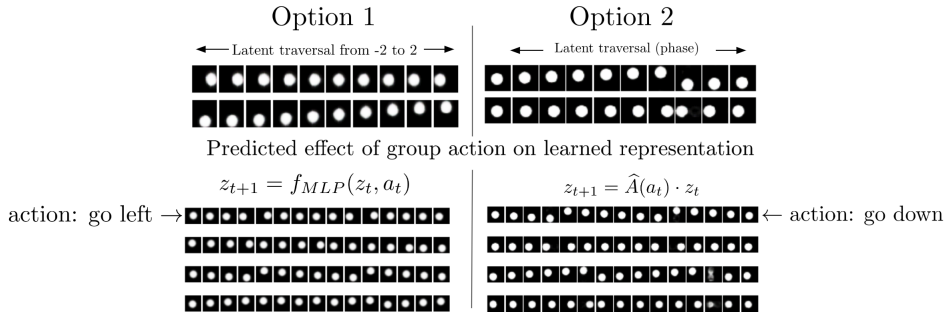 Option 1
Option 2
Latent traversal from -2 to 2
Latent traversal (phase)
Predicted effect of group action on learned representation
z_{t+1} = f_{MLP}(z_t, a_t)
z_{t+1} = \widehat{A}(a_t) · z_t
action: go left →
← action: go down